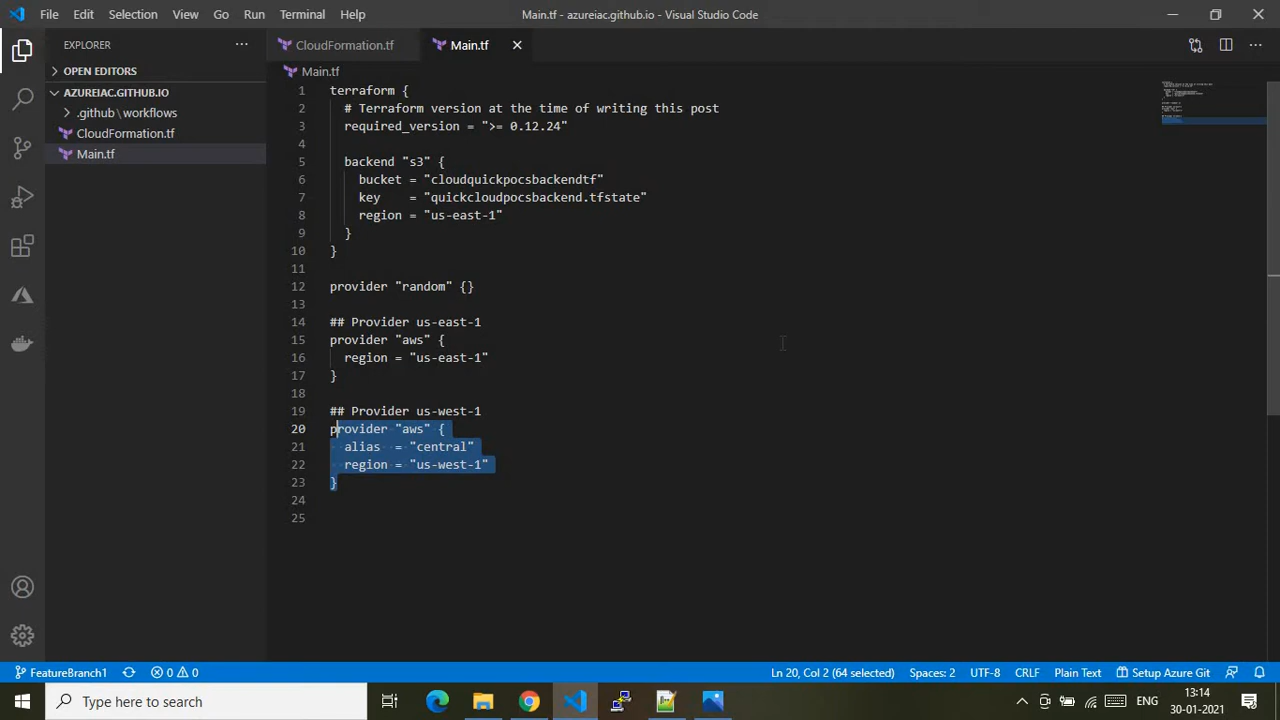 File Edit Selection View Go Run Terminal Help
Main.tf - azureiac.github.io - Visual Studio Code
EXPLORER
OPEN EDITORS
AZUREIAC.GITHUB.IO
.github\workflows
CloudFormation.tf
Main.tf
CloudFormation.tf
Main.tf
Main.tf
1 terraform {
2 # Terraform version at the time of writing this post
3 required_version = ">= 0.12.24"
4
5 backend "s3" {
6 bucket = "cloudquickpocsbackendtf"
7 key    = "quickcloudpocsbackend.tfstate"
8 region = "us-east-1"
9 }
10 }
11
12 provider "random" {}
13
14 ## Provider us-east-1
15 provider "aws" {
16 region = "us-east-1"
17 }
18
19 ## Provider us-west-1
20 provider "aws" {
21 alias  = "central"
22 region = "us-west-1"
23 }
24
25
FeatureBranch1 0 0
Ln 20, Col 2 (64 selected) Spaces: 2 UTF-8 CRLF Plain Text Setup Azure Git
Type here to search
ENG
13:14
30-01-2021